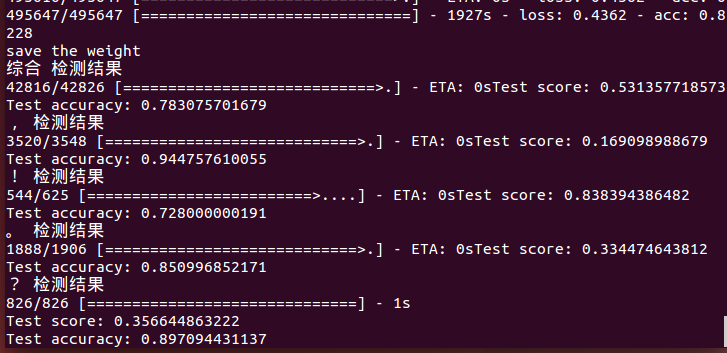 495647/495647 [==============================] - 1927s - loss: 0.4362 - acc: 0.8
228
save the weight
综合 检测结果
42816/42826 [============================>.] - ETA: 0sTest score: 0.531357718573
Test accuracy: 0.783075701679
， 检测结果
3520/3548 [============================>.] - ETA: 0sTest score: 0.169098988679
Test accuracy: 0.944757610055
！ 检测结果
544/625 [=========================>....] - ETA: 0sTest score: 0.838394386482
Test accuracy: 0.728000000191
。 检测结果
1888/1906 [============================>.] - ETA: 0sTest score: 0.334474643812
Test accuracy: 0.850996852171
？ 检测结果
826/826 [==============================] - 1s
Test score: 0.356644863222
Test accuracy: 0.897094431137